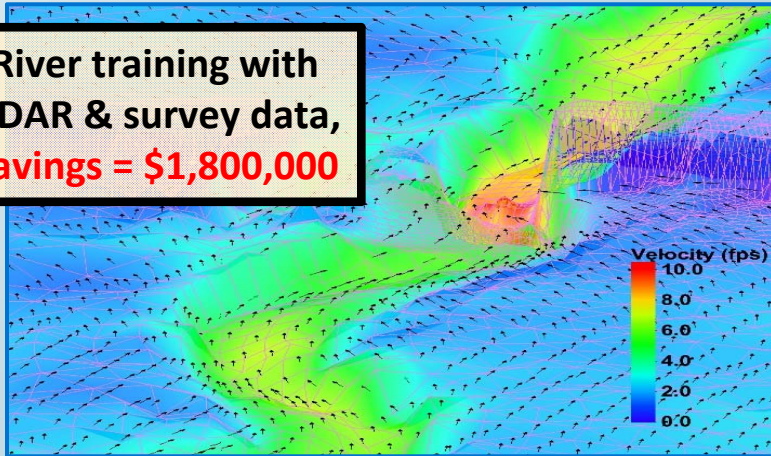 River training with
DAR & survey data,
avings = $1,800,000
Velocity (fps)
10.0
8.0
6.0
4.0
2.0
0.0